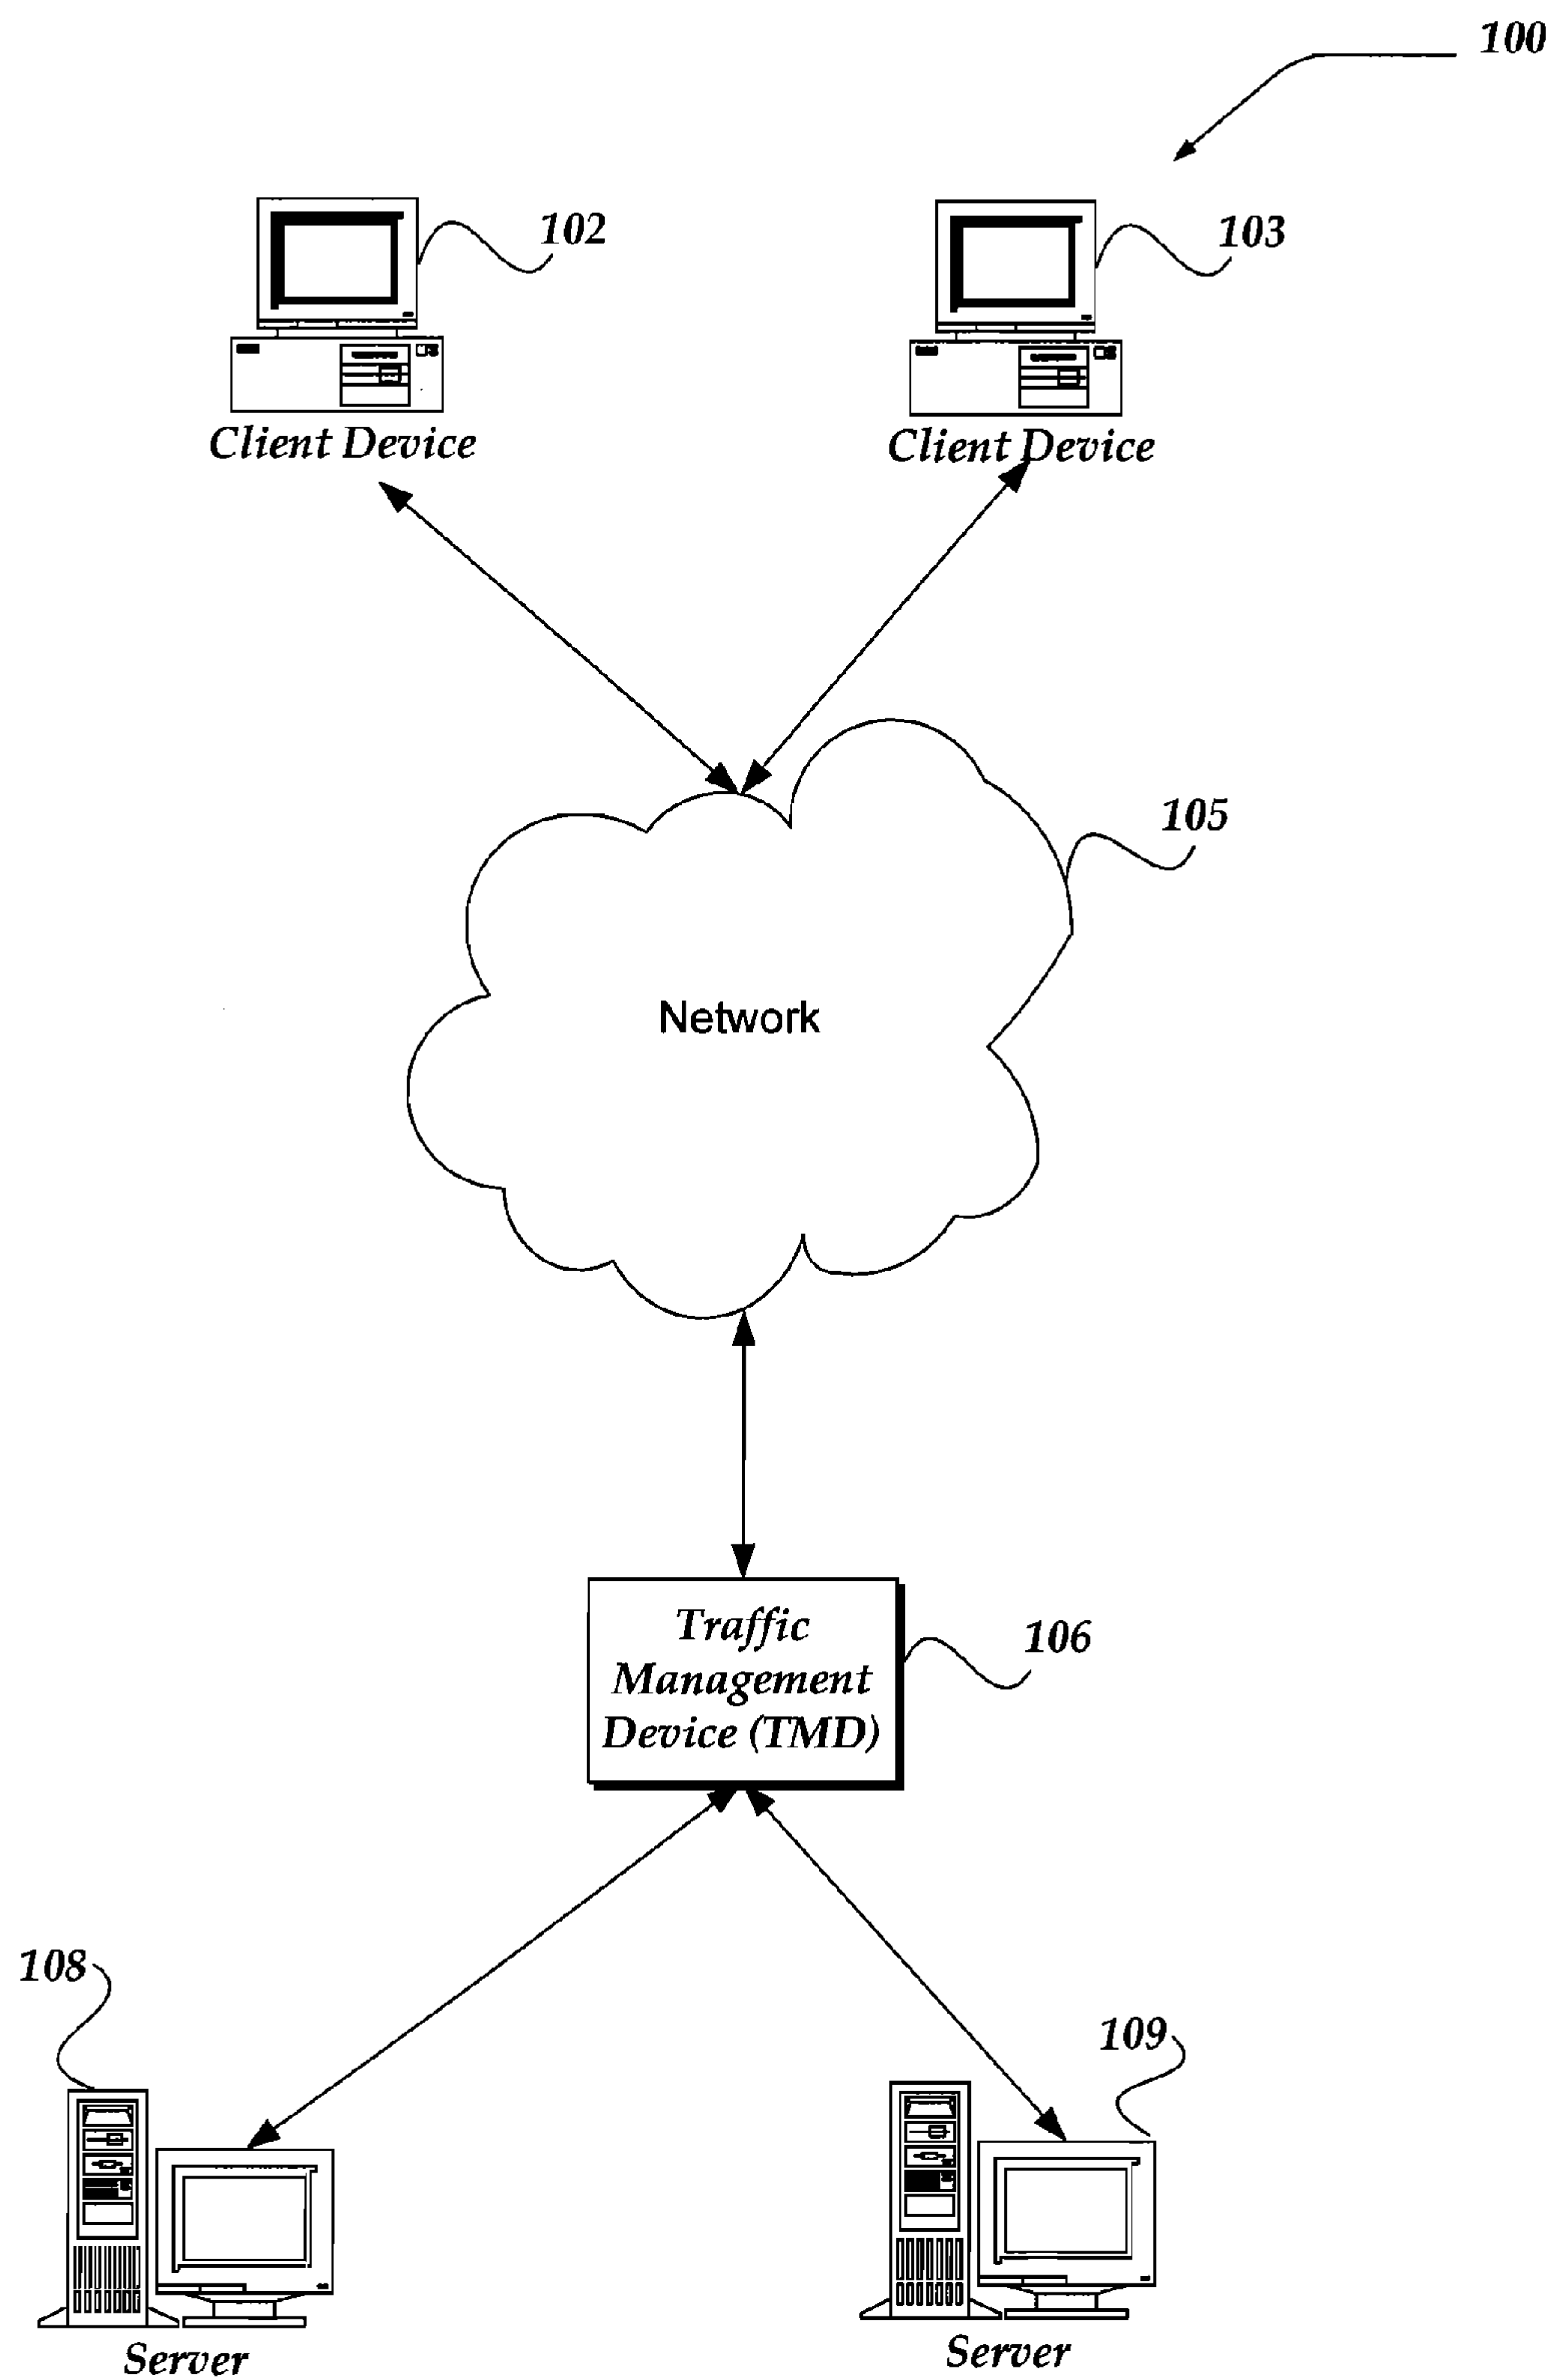 100
102
103
Client Device
Client Device
105
Network
Traffic
Management
Device (TMD)
106
108
109
Server
Server